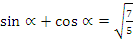 sin ∝ + cos ∝ = √(7/5)